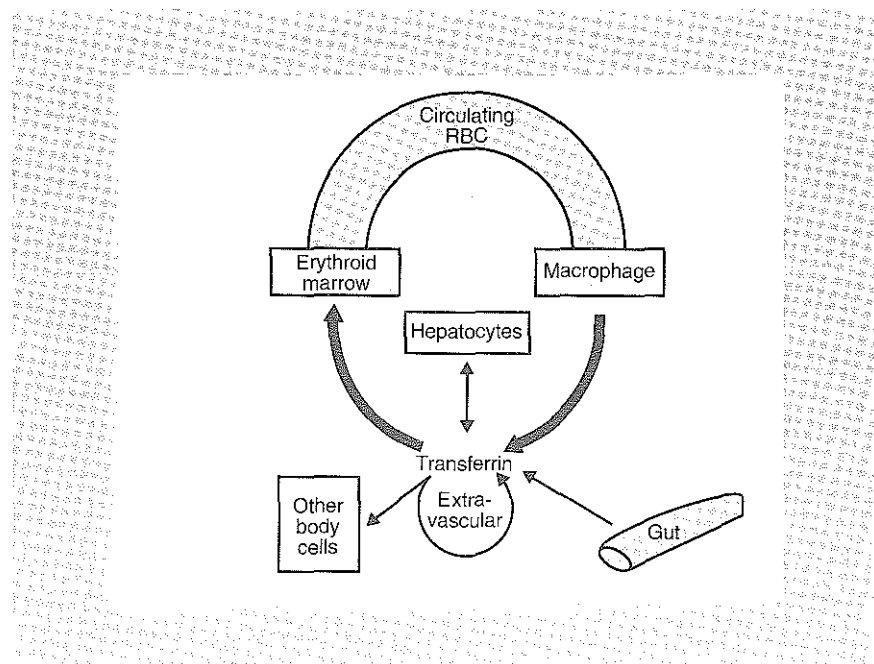 Circulating
RBC
Erythroid
marrow
Macrophage
Hepatocytes
Transferrin
Extra-
vascular
Other
body
cells
Gut